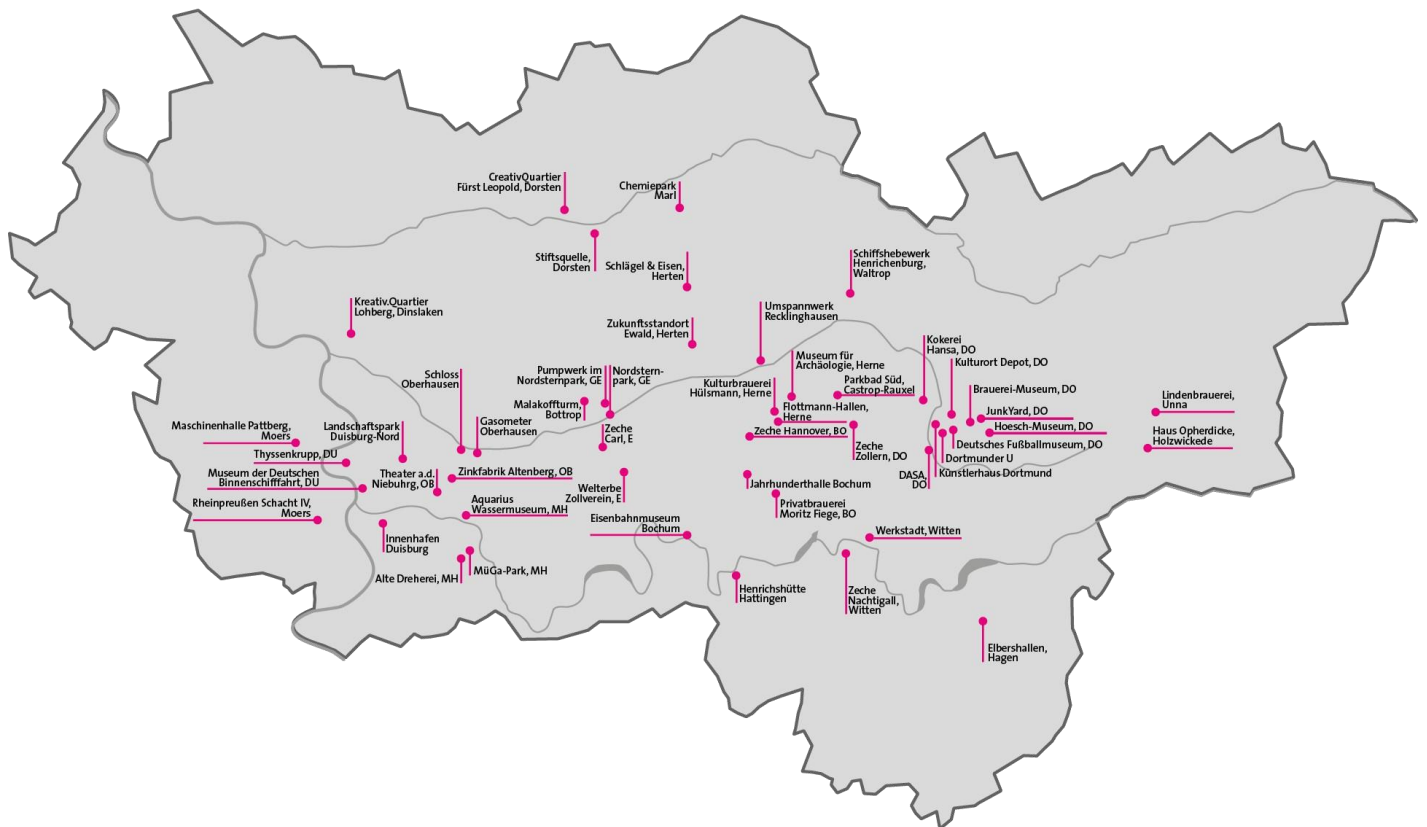 CreativQuartier
Fürst Leopold, Dorsten
Chemiepark
Marl
Stiftsquelle,
Dorsten
Schlägel & Eisen,
Herten
Schiffshebewerk
Henrichenburg,
Waltrop
Kreativ.Quartier
Lohberg, Dinslaken
Zukunftsstandort
Ewald, Herten
Umspannwerk
Recklinghausen
Kokerei
Hansa, DO
Schloss
Oberhausen
Pumpwerk im
Nordsternpark, GE
Nordstern-
park, GE
Museum für
Archäologie, Herne
Kulturort Depot, DO
Kulturbrauerei
Hülsmann, Herne
Parkbad Süd,
Castrop-Rauxel
Brauerei-Museum, DO
Lindenbrauerei,
Unna
Malakoffturm,
Bottrop
Flottmann-Hallen,
Herne
JunkYard, DO
Gasometer
Oberhausen
Landschaftspark
Duisburg-Nord
Maschinenhalle Pattberg,
Moers
Zeche
Carl, E
Zeche Hannover, BO
Hoesch-Museum, DO
Haus Opherdicke,
Holzwickede
Zeche
Zollern, DO
Deutsches Fußballmuseum, DO
Thyssenkrupp, DU
Dortmunder U
Museum der Deutschen
Binnenschifffahrt, DU
Theater a.d.
Niebuhrg, OB
Zinkfabrik Altenberg, OB
DASA,
DO
Künstlerhaus Dortmund
Welterbe
Zollverein, E
Jahrhunderthalle Bochum
Rheinpreußen Schacht IV,
Moers
Aquarius
Wassermuseum, MH
Privatbrauerei
Moritz Fiege, BO
Eisenbahnmuseum
Bochum
Werkstadt, Witten
Innenhafen
Duisburg
Alte Dreherei, MH
MüGa-Park, MH
Henrichshütte
Hattingen
Zeche
Nachtigall,
Witten
Elbershallen,
Hagen